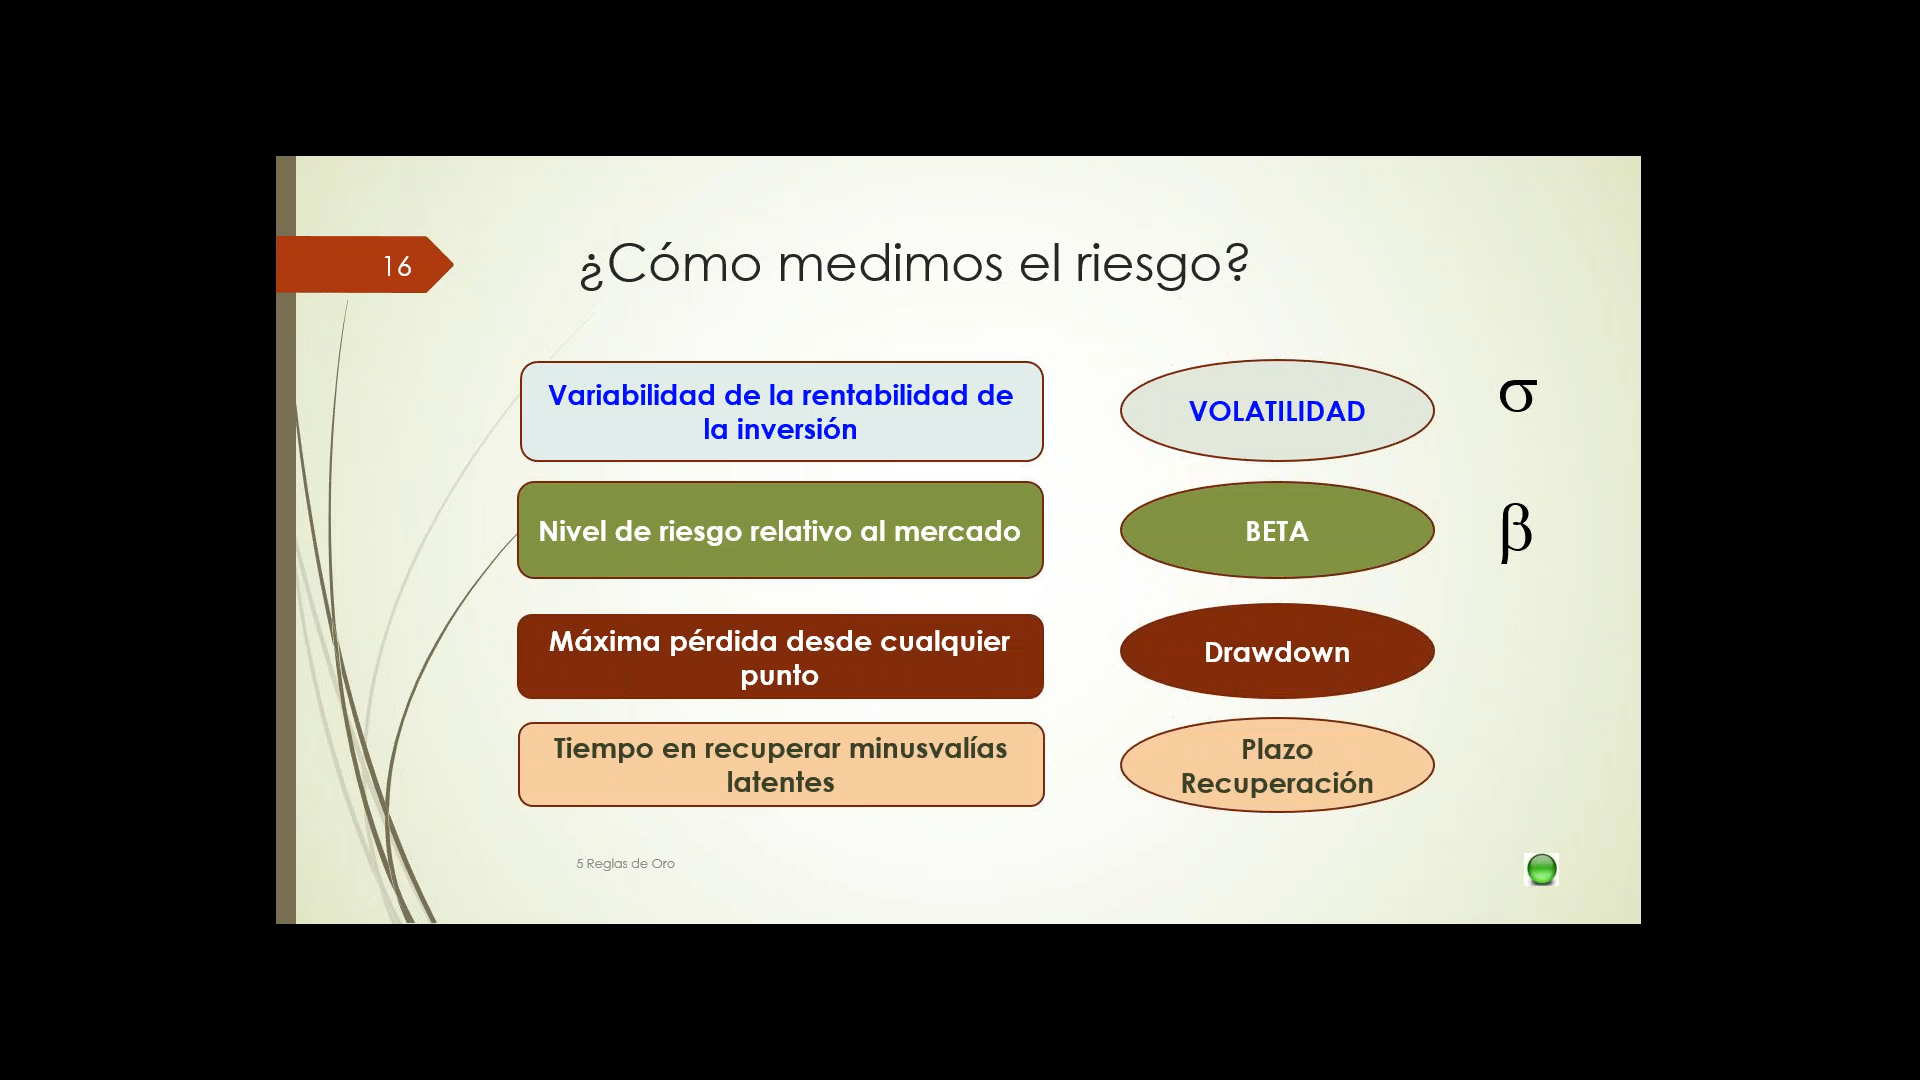 16
¿Cómo medimos el riesgo?
Variabilidad de la rentabilidad de
la inversión
VOLATILIDAD
σ
Nivel de riesgo relativo al mercado
BETA
β
Máxima pérdida desde cualquier
punto
Drawdown
Tiempo en recuperar minusvalías
latentes
Plazo
Recuperación
5 Reglas de Oro